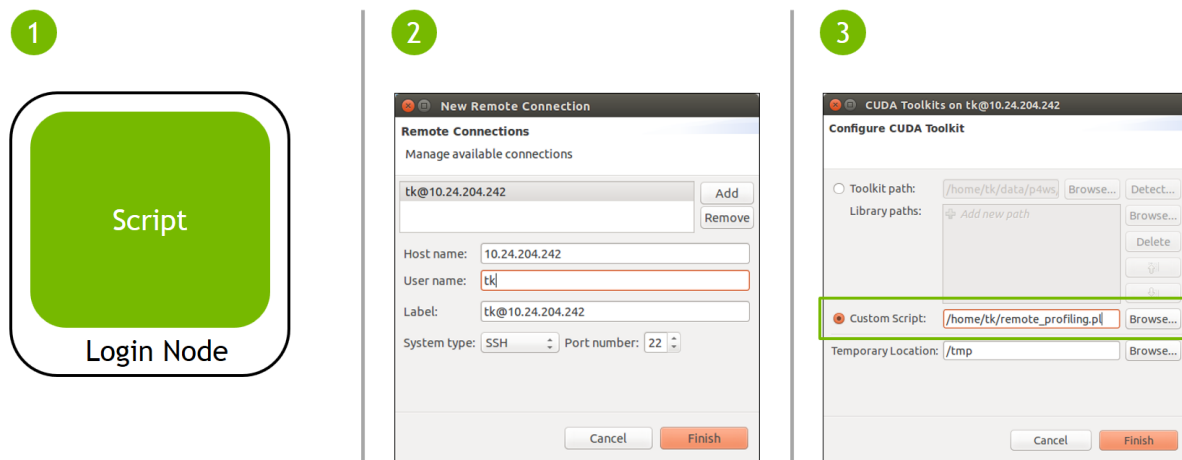 1
Script
Login Node
2
New Remote Connection
Remote Connections
Manage available connections
tk@10.24.204.242
Add
Remove
Host name: 10.24.204.242
User name: tk
Label: tk@10.24.204.242
System type: SSH Port number: 22
Cancel Finish
3
CUDA Toolkits on tk@10.24.204.242
Configure CUDA Toolkit
Toolkit path: /home/tk/data/p4ws, Browse... Detect...
Library paths: Add new path Browse...
Delete
Custom Script: /home/tk/remote_profiling.pl Browse...
Temporary Location: /tmp Browse...
Cancel Finish